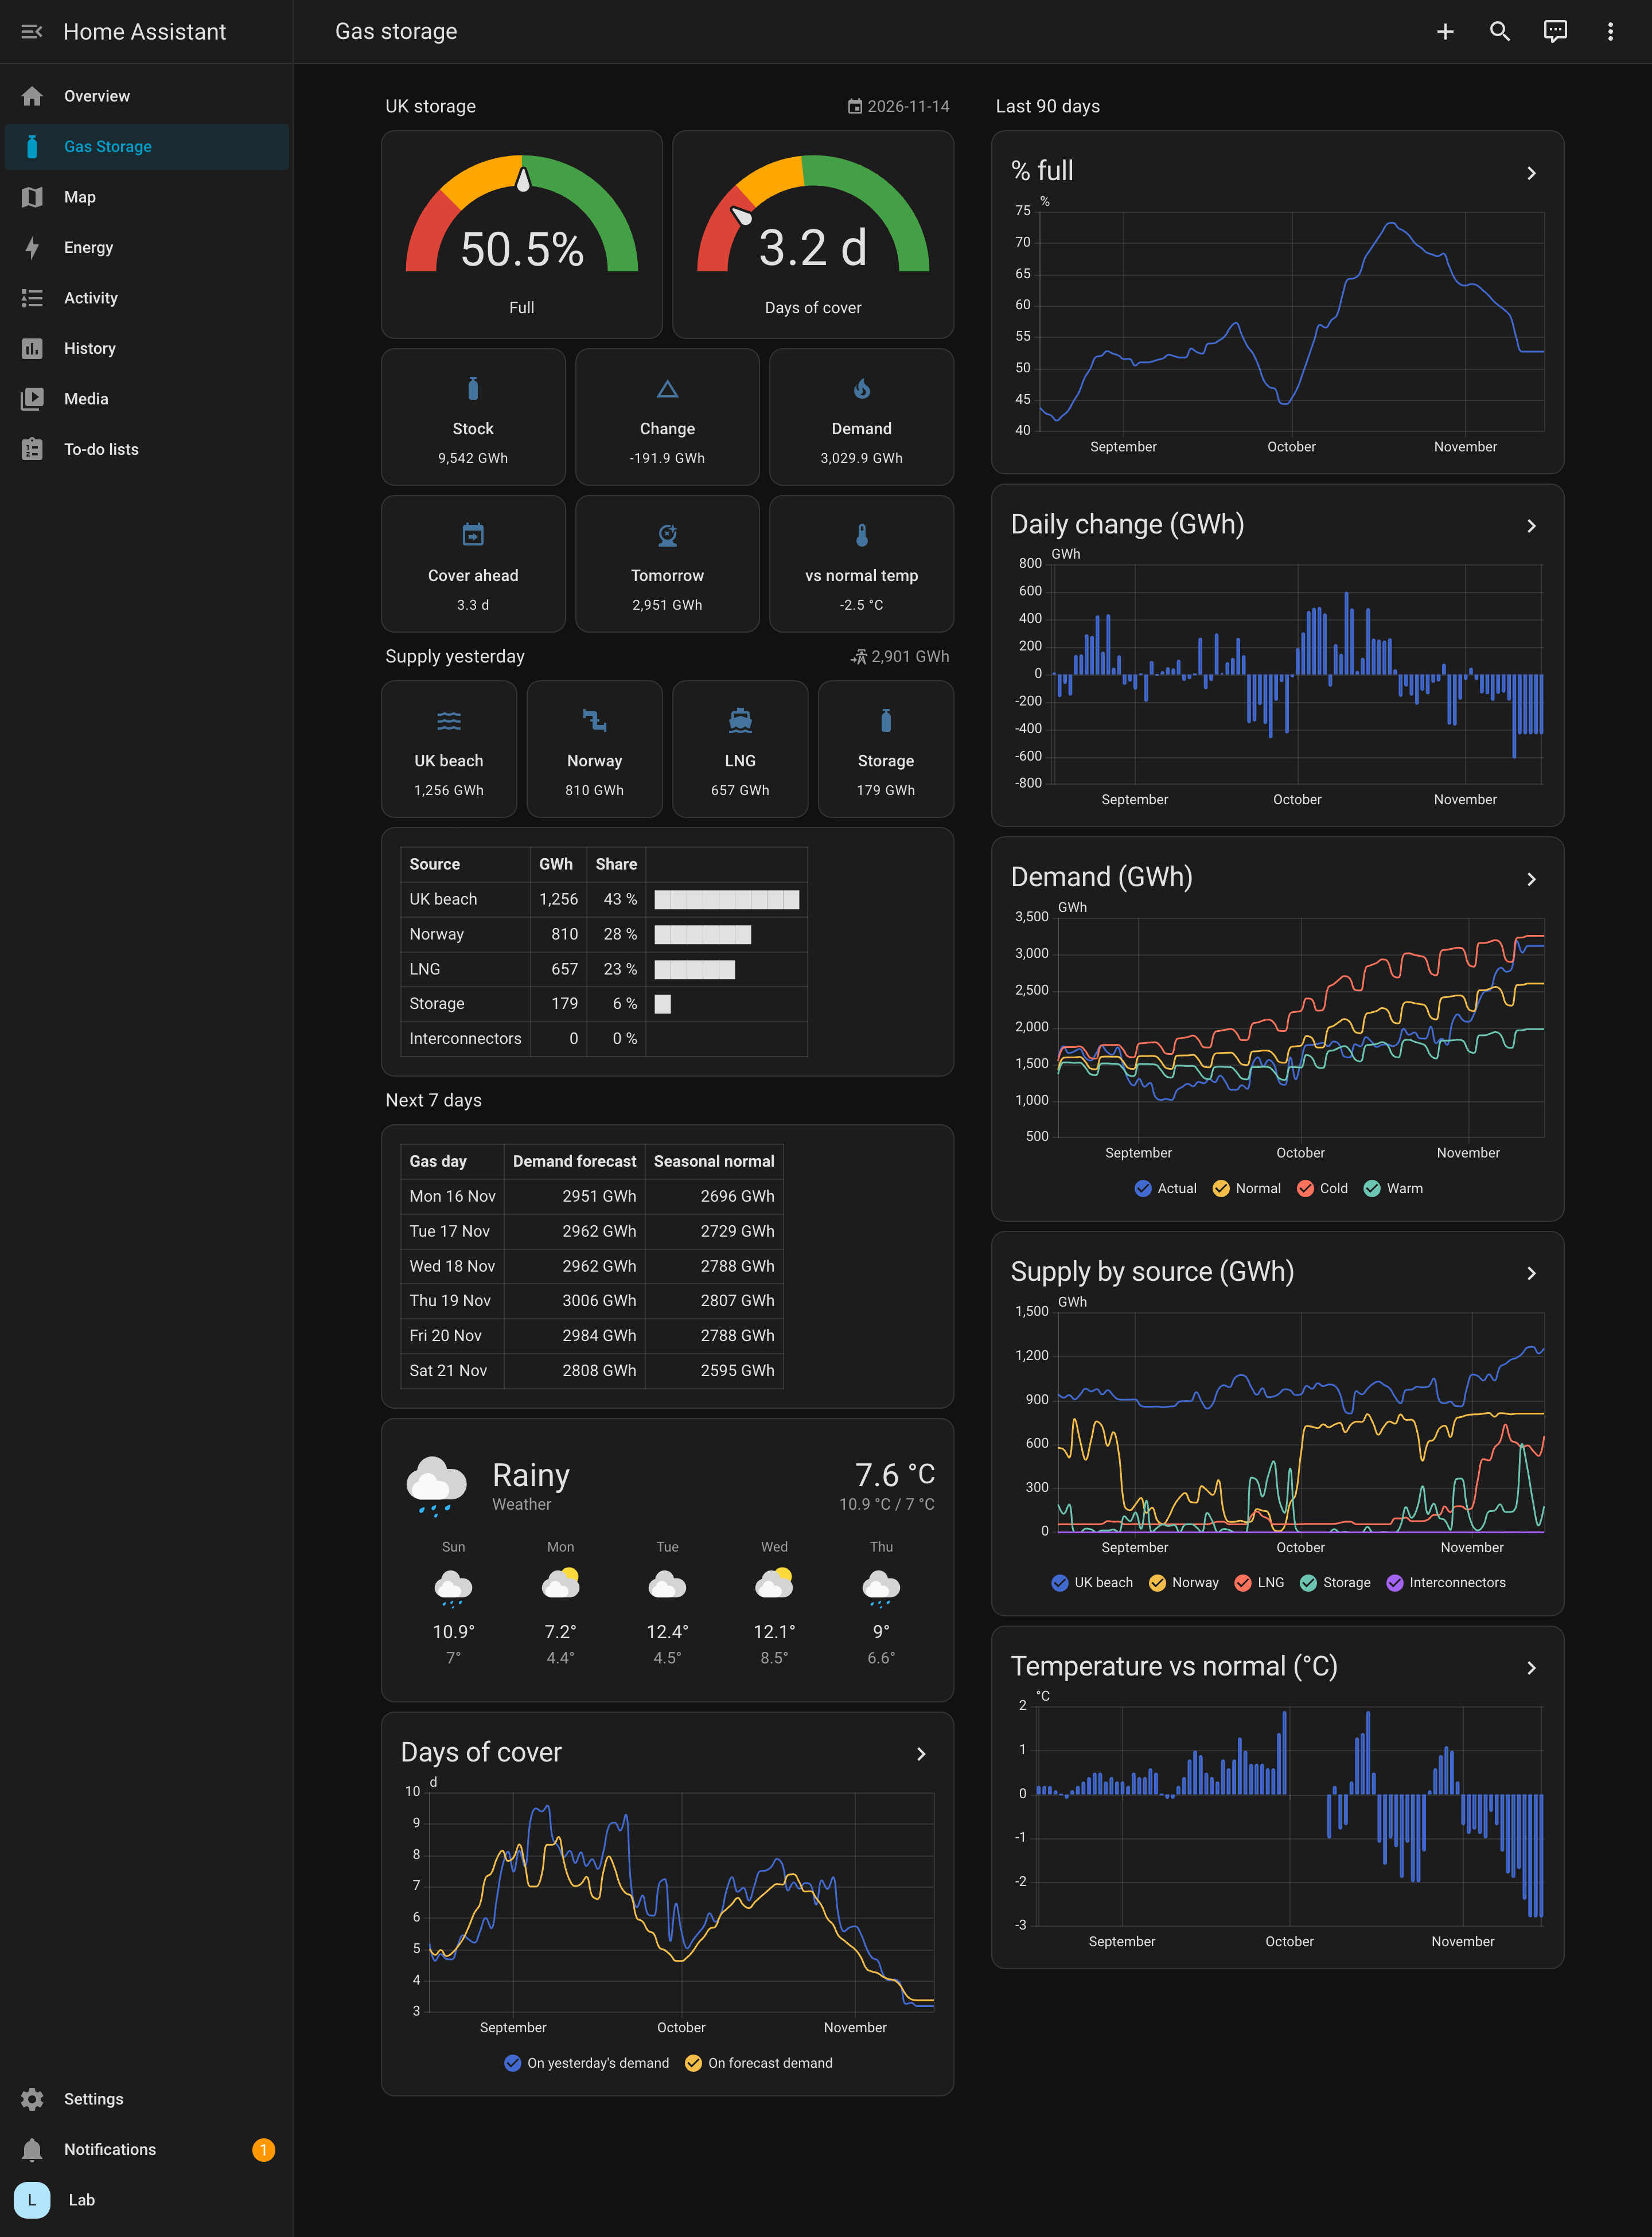 Home Assistant
Overview
Gas Storage
Map
Energy
Activity
History
Media
To-do lists
Settings
Notifications
1
L
Lab
Gas storage
UK storage
2026-11-14
50.5%
Full
3.2 d
Days of cover
Stock
9,542 GWh
Change
-191.9 GWh
Demand
3,029.9 GWh
Cover ahead
3.3 d
Tomorrow
2,951 GWh
vs normal temp
-2.5 °C
Supply yesterday
2,901 GWh
UK beach
1,256 GWh
Norway
810 GWh
LNG
657 GWh
Storage
179 GWh
Source GWh Share
UK beach 1,256 43 %
Norway 810 28 %
LNG 657 23 %
Storage 179 6 %
Interconnectors 0 0 %
Next 7 days
Gas day Demand forecast Seasonal normal
Mon 16 Nov 2951 GWh 2696 GWh
Tue 17 Nov 2962 GWh 2729 GWh
Wed 18 Nov 2962 GWh 2788 GWh
Thu 19 Nov 3006 GWh 2807 GWh
Fri 20 Nov 2984 GWh 2788 GWh
Sat 21 Nov 2808 GWh 2595 GWh
Rainy
Weather
7.6 °C
10.9 °C / 7 °C
Sun Mon Tue Wed Thu
10.9° 7.2° 12.4° 12.1° 9°
7° 4.4° 4.5° 8.5° 6.6°
Days of cover
d
10
9
8
7
6
5
4
3
September October November
On yesterday's demand On forecast demand
Last 90 days
% full
%
75
70
65
60
55
50
45
40
September October November
Daily change (GWh)
GWh
800
600
400
200
0
-200
-400
-600
-800
September October November
Demand (GWh)
GWh
3,500
3,000
2,500
2,000
1,500
1,000
500
September October November
Actual Normal Cold Warm
Supply by source (GWh)
GWh
1,500
1,200
900
600
300
0
September October November
UK beach Norway LNG Storage Interconnectors
Temperature vs normal (°C)
°C
2
1
0
-1
-2
-3
September October November